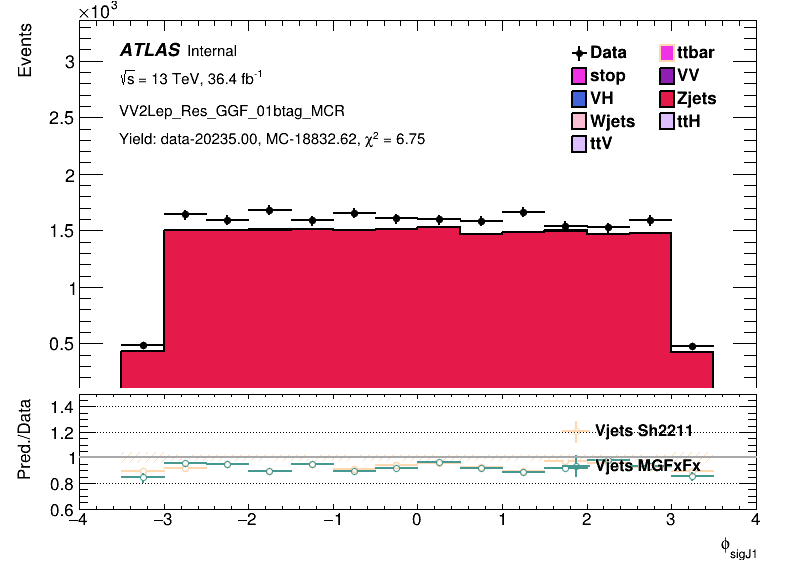 ×10³
Events
ATLAS Internal
√s = 13 TeV, 36.4 fb⁻¹
VV2Lep_Res_GGF_01btag_MCR
Yield: data-20235.00, MC-18832.62, χ² = 6.75
Data
ttbar
stop
VV
VH
Zjets
Wjets
ttH
ttV
3
2.5
2
1.5
1
0.5
Pred./Data
1.4
1.2
1
0.8
0.6
Vjets Sh2211
Vjets MGFxFx
−4 −3 −2 −1 0 1 2 3 4
ϕsigJ1